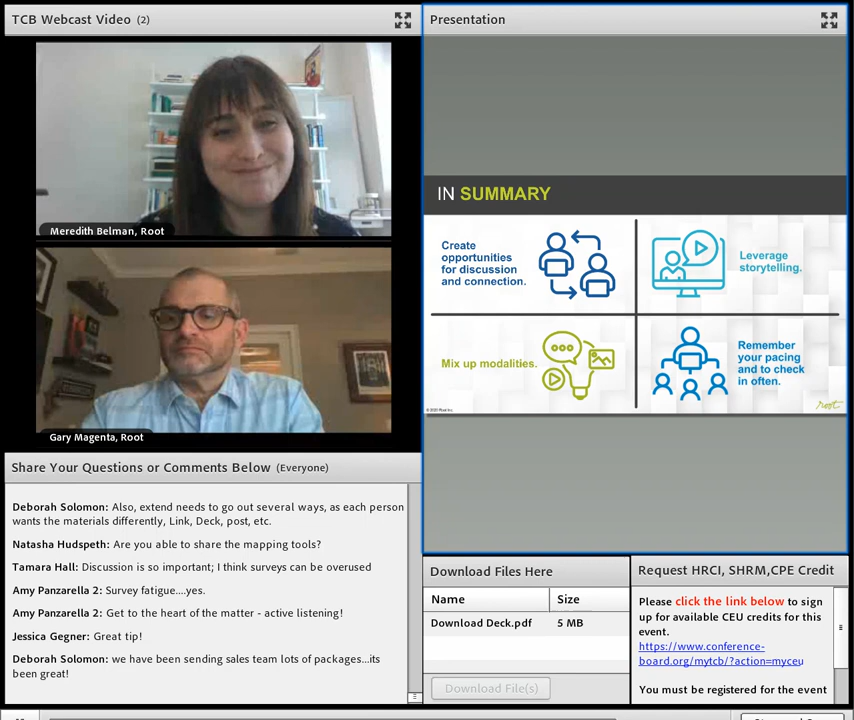 TCB Webcast Video (2)
Meredith Belman, Root
Gary Magenta, Root
Share Your Questions or Comments Below (Everyone)
Deborah Solomon: Also, extend needs to go out several ways, as each person
wants the materials differently, Link, Deck, post, etc.
Natasha Hudspeth: Are you able to share the mapping tools?
Tamara Hall: Discussion is so important; I think surveys can be overused
Amy Panzarella 2: Survey fatigue....yes.
Amy Panzarella 2: Get to the heart of the matter - active listening!
Jessica Gegner: Great tip!
Deborah Solomon: we have been sending sales team lots of packages...its
been great!
Presentation
IN SUMMARY
Create
opportunities
for discussion
and connection.
Leverage
storytelling.
Mix up modalities.
Remember
your pacing
and to check
in often.
© 2020 Root Inc.
root
Download Files Here
Name Size
Download Deck.pdf 5 MB
Download File(s)
Request HRCI, SHRM,CPE Credit
Please click the link below to sign
up for available CEU credits for this
event.
https://www.conference-
board.org/mytcb/?action=myceu
You must be registered for the event